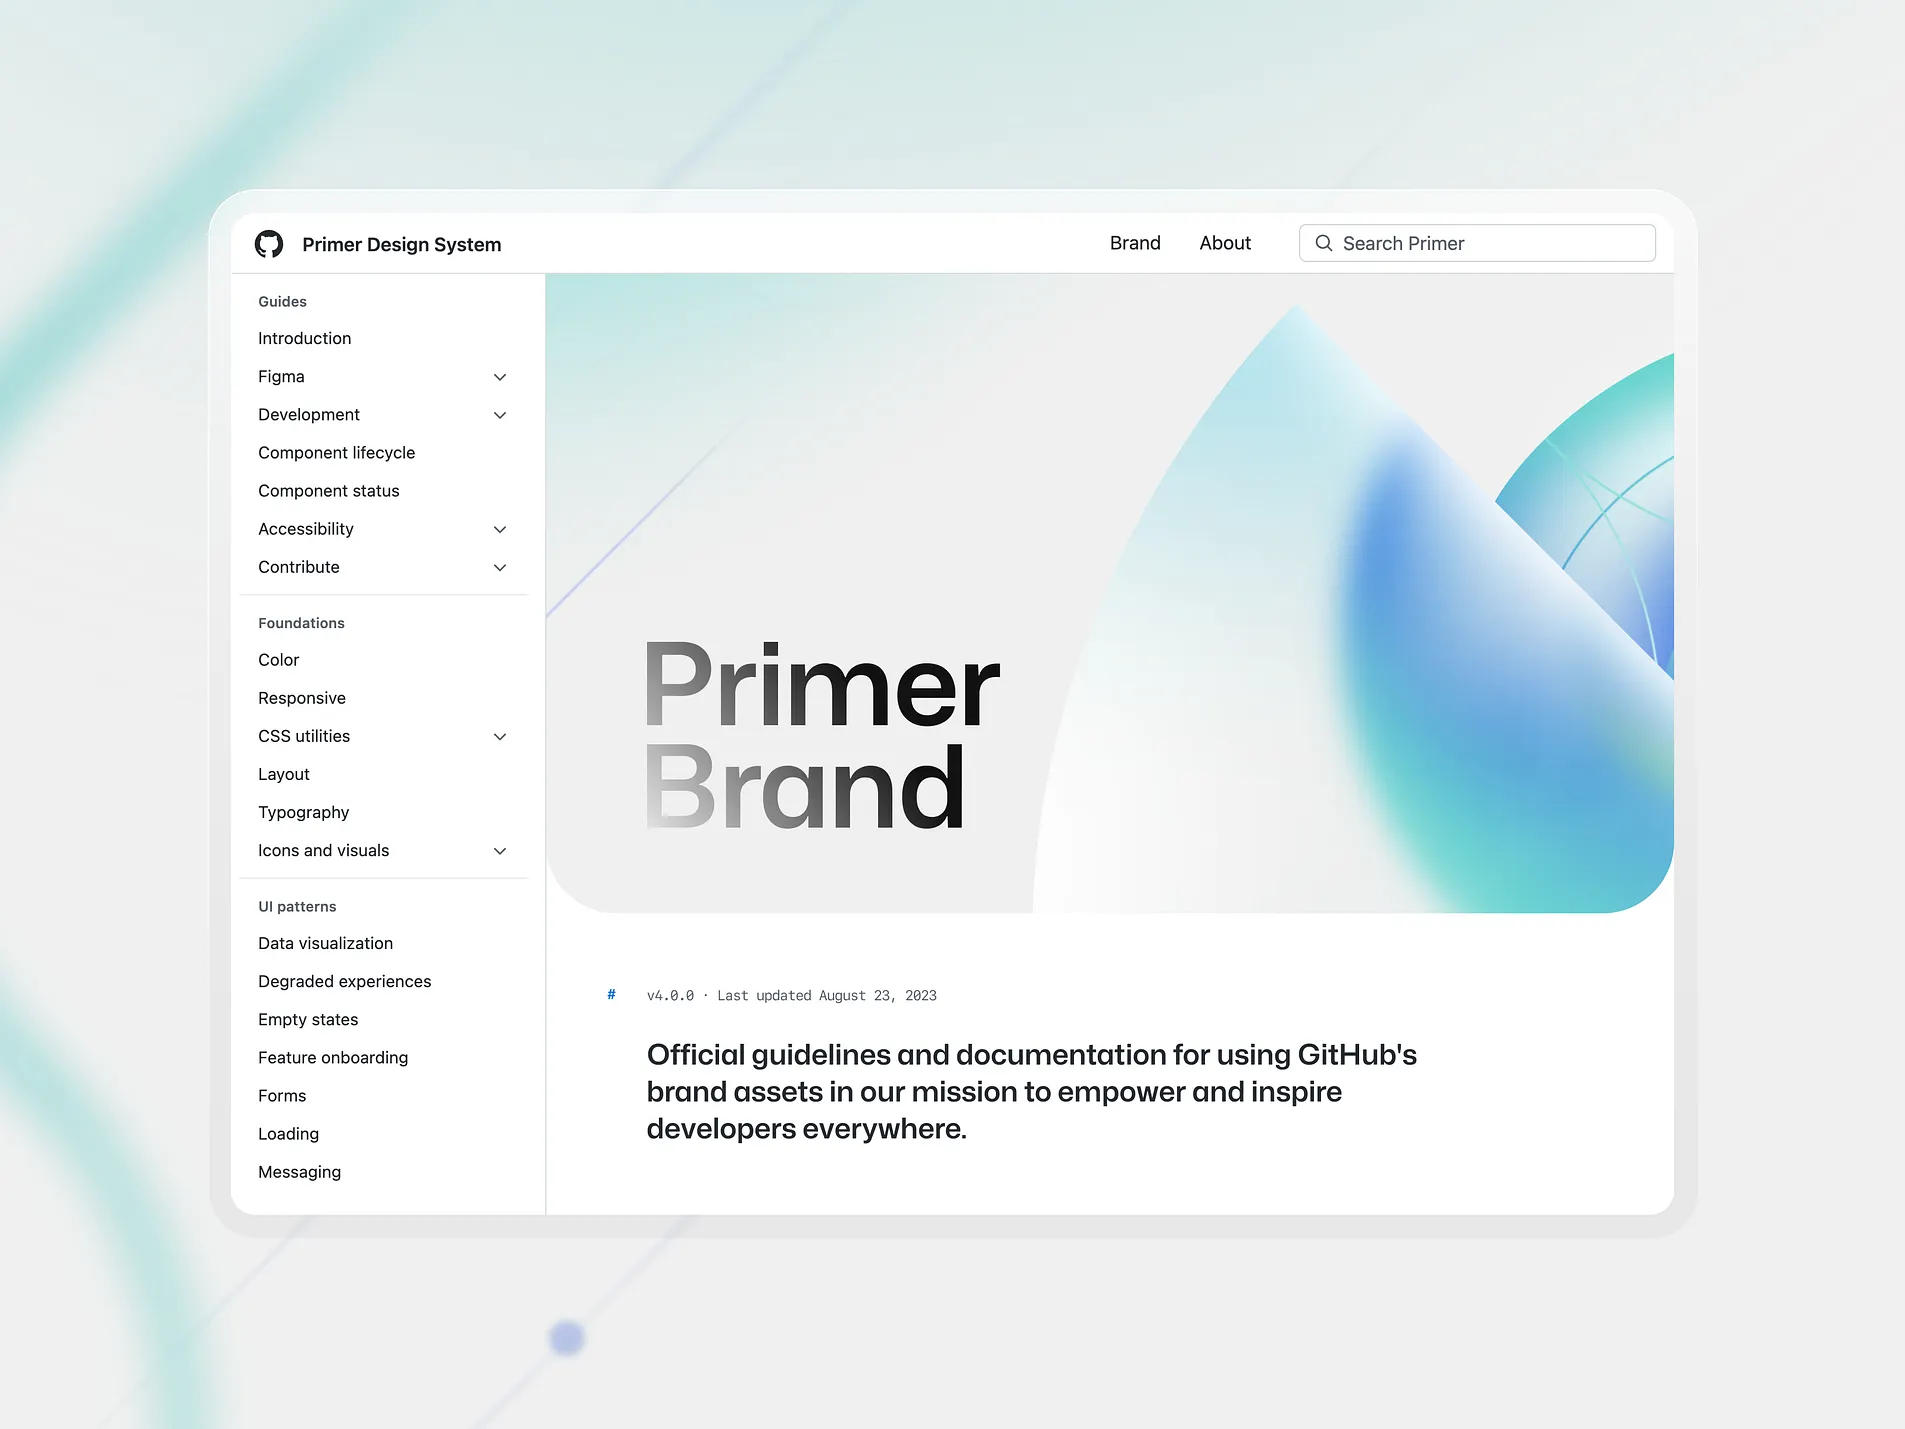 Primer Design System
Brand
About
Search Primer
Guides
Introduction
Figma
Development
Component lifecycle
Component status
Accessibility
Contribute
Foundations
Color
Responsive
CSS utilities
Layout
Typography
Icons and visuals
UI patterns
Data visualization
Degraded experiences
Empty states
Feature onboarding
Forms
Loading
Messaging
Primer
Brand
# v4.0.0 · Last updated August 23, 2023
Official guidelines and documentation for using GitHub's
brand assets in our mission to empower and inspire
developers everywhere.